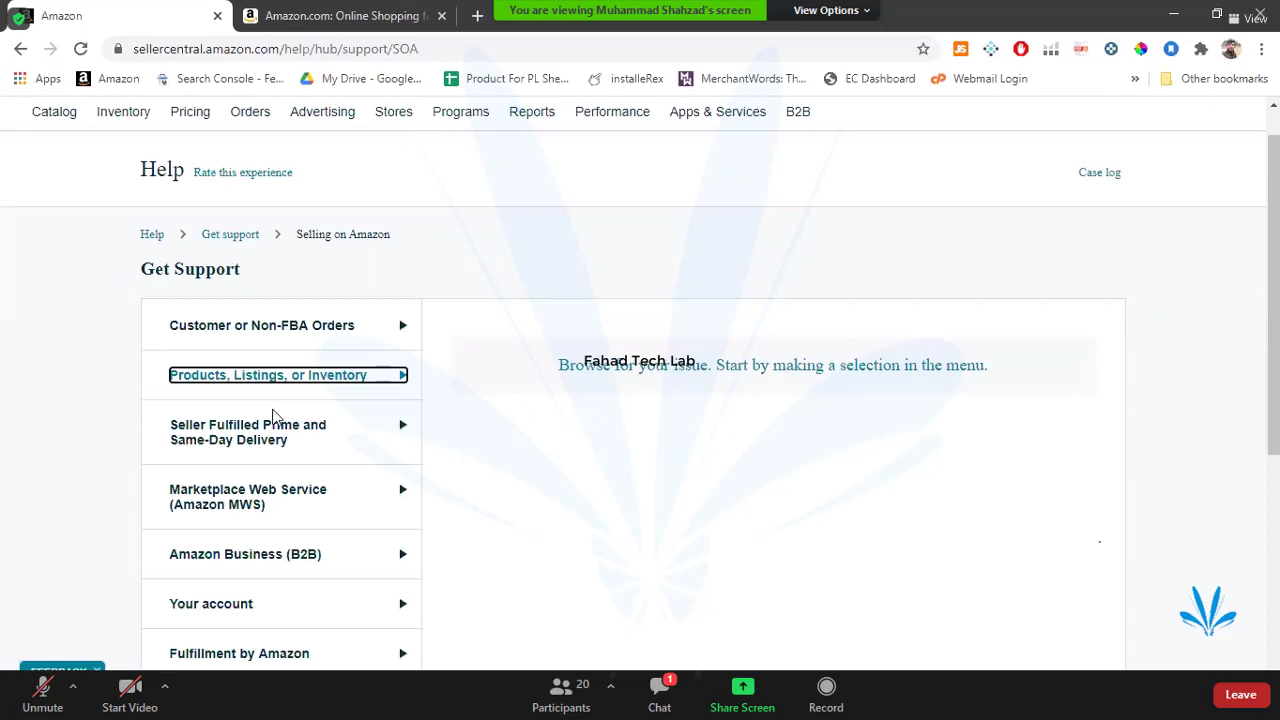 You are viewing Muhammad Shahzad's screen
View Options
Amazon
Amazon.com: Online Shopping f
View
sellercentral.amazon.com/help/hub/support/SOA
Apps
Amazon
Search Console - Fe...
My Drive - Google...
Product For PL She...
installeRex
MerchantWords: Th...
EC Dashboard
Webmail Login
»
Other bookmarks
Catalog Inventory Pricing Orders Advertising Stores Programs Reports Performance Apps & Services B2B
Help Rate this experience
Case log
Help > Get support > Selling on Amazon
Get Support
Customer or Non-FBA Orders
Products, Listings, or Inventory
Seller Fulfilled Prime and
Same-Day Delivery
Marketplace Web Service
(Amazon MWS)
Amazon Business (B2B)
Your account
Fulfillment by Amazon
Fahad Tech Lab
Browse for your issue. Start by making a selection in the menu.
FEEDBACK
Unmute
Start Video
20
Participants
1
Chat
Share Screen
Record
Leave